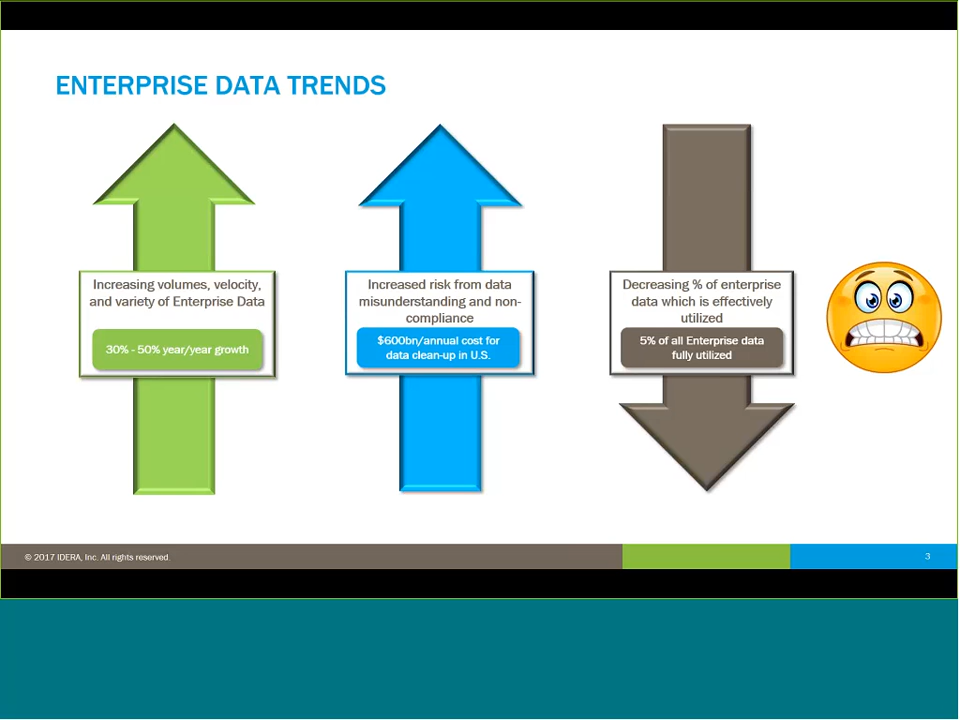 ENTERPRISE DATA TRENDS
Increasing volumes, velocity,
and variety of Enterprise Data
30% - 50% year/year growth
Increased risk from data
misunderstanding and non-
compliance
$600bn/annual cost for
data clean-up in U.S.
Decreasing % of enterprise
data which is effectively
utilized
5% of all Enterprise data
fully utilized
© 2017 IDERA, Inc. All rights reserved.
3